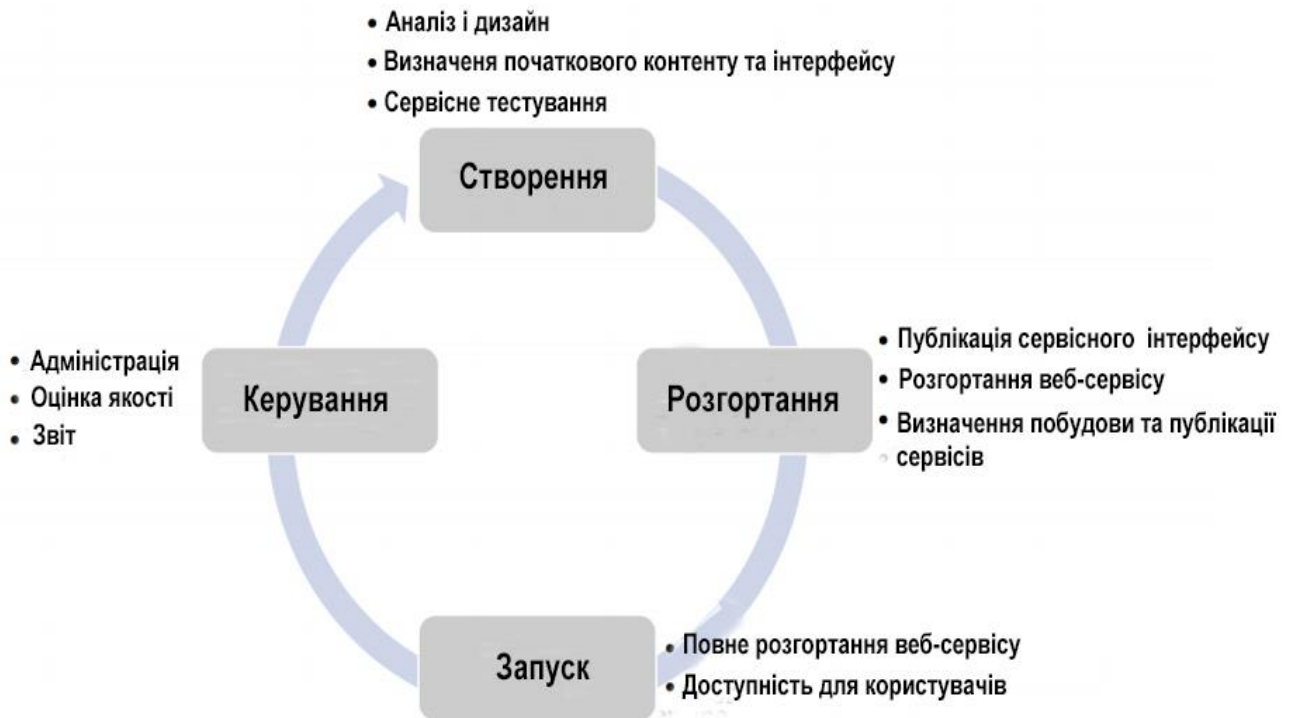 • Аналіз і дизайн
• Визначеня початкового контенту та інтерфейсу
• Сервісне тестування
Створення
• Публікація сервісного інтерфейсу
• Розгортання веб-сервісу
• Визначення побудови та публікації
сервісів
Розгортання
• Адміністрація
• Оцінка якості
• Звіт
Керування
Запуск
• Повне розгортання веб-сервісу
• Доступність для користувачів